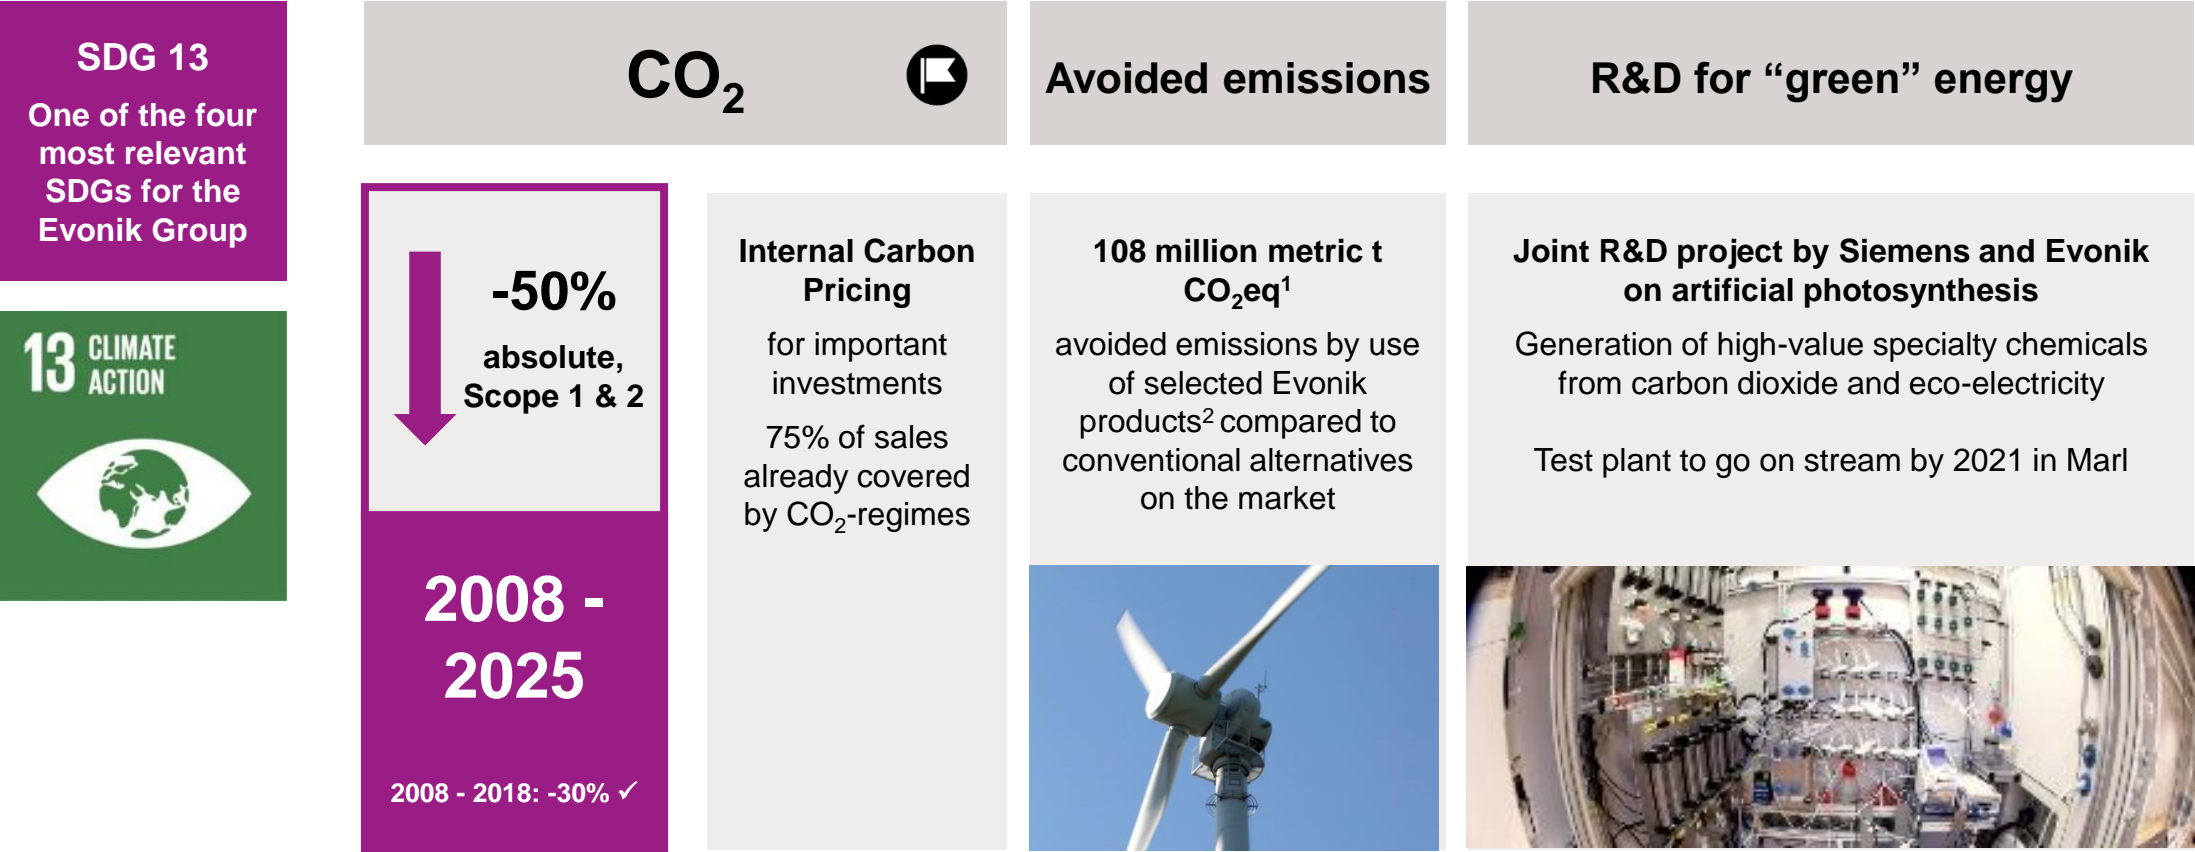 SDG 13
One of the four
most relevant
SDGs for the
Evonik Group
13 CLIMATE
ACTION
CO₂
-50%
absolute,
Scope 1 & 2
2008 -
2025
2008 - 2018: -30% ✓
Internal Carbon
Pricing
for important
investments
75% of sales
already covered
by CO₂-regimes
Avoided emissions
108 million metric t
CO₂eq¹
avoided emissions by use
of selected Evonik
products² compared to
conventional alternatives
on the market
R&D for “green” energy
Joint R&D project by Siemens and Evonik
on artificial photosynthesis
Generation of high-value specialty chemicals
from carbon dioxide and eco-electricity
Test plant to go on stream by 2021 in Marl